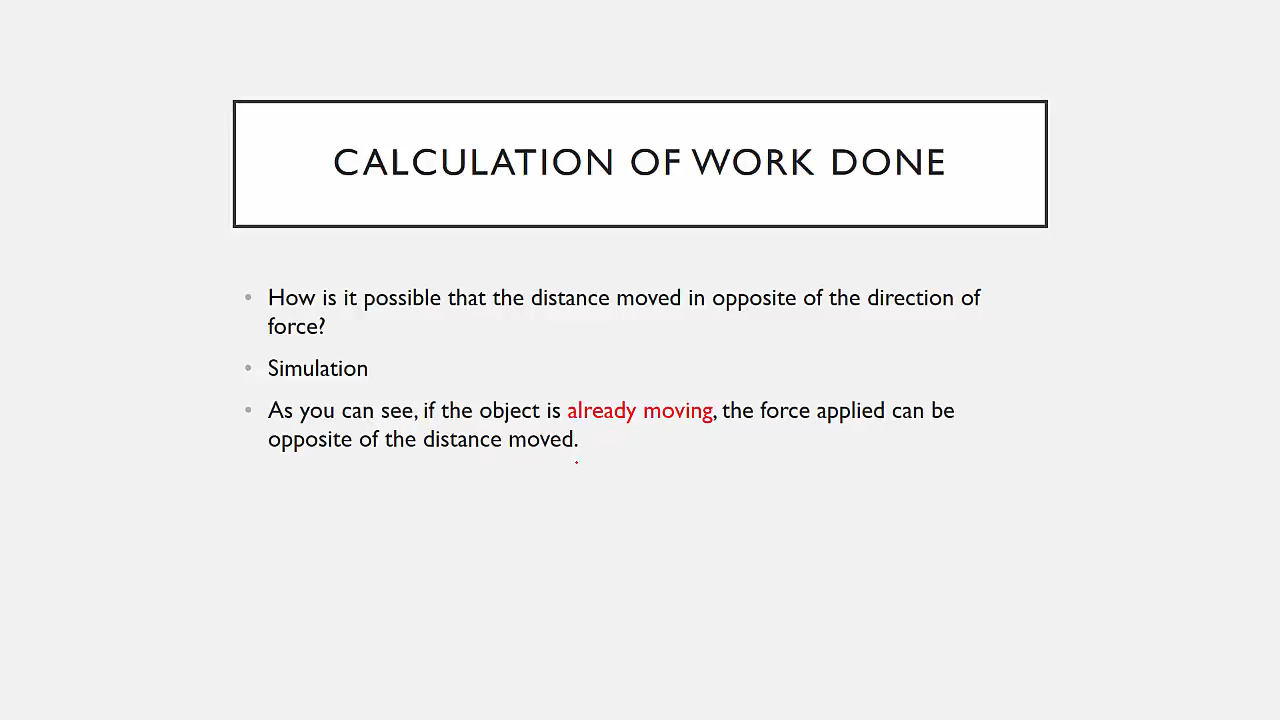 CALCULATION OF WORK DONE
• How is it possible that the distance moved in opposite of the direction of
force?
• Simulation
• As you can see, if the object is already moving, the force applied can be
opposite of the distance moved.